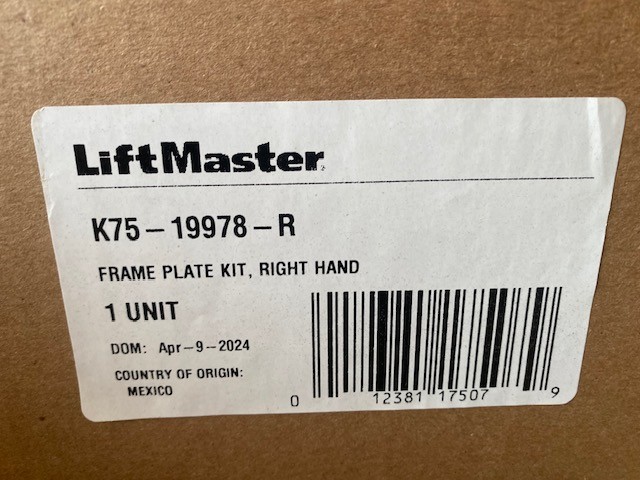 LiftMaster
K75-19978-R
FRAME PLATE KIT, RIGHT HAND
1 UNIT
DOM: Apr-9-2024
COUNTRY OF ORIGIN:
MEXICO
0 12381 17507 9